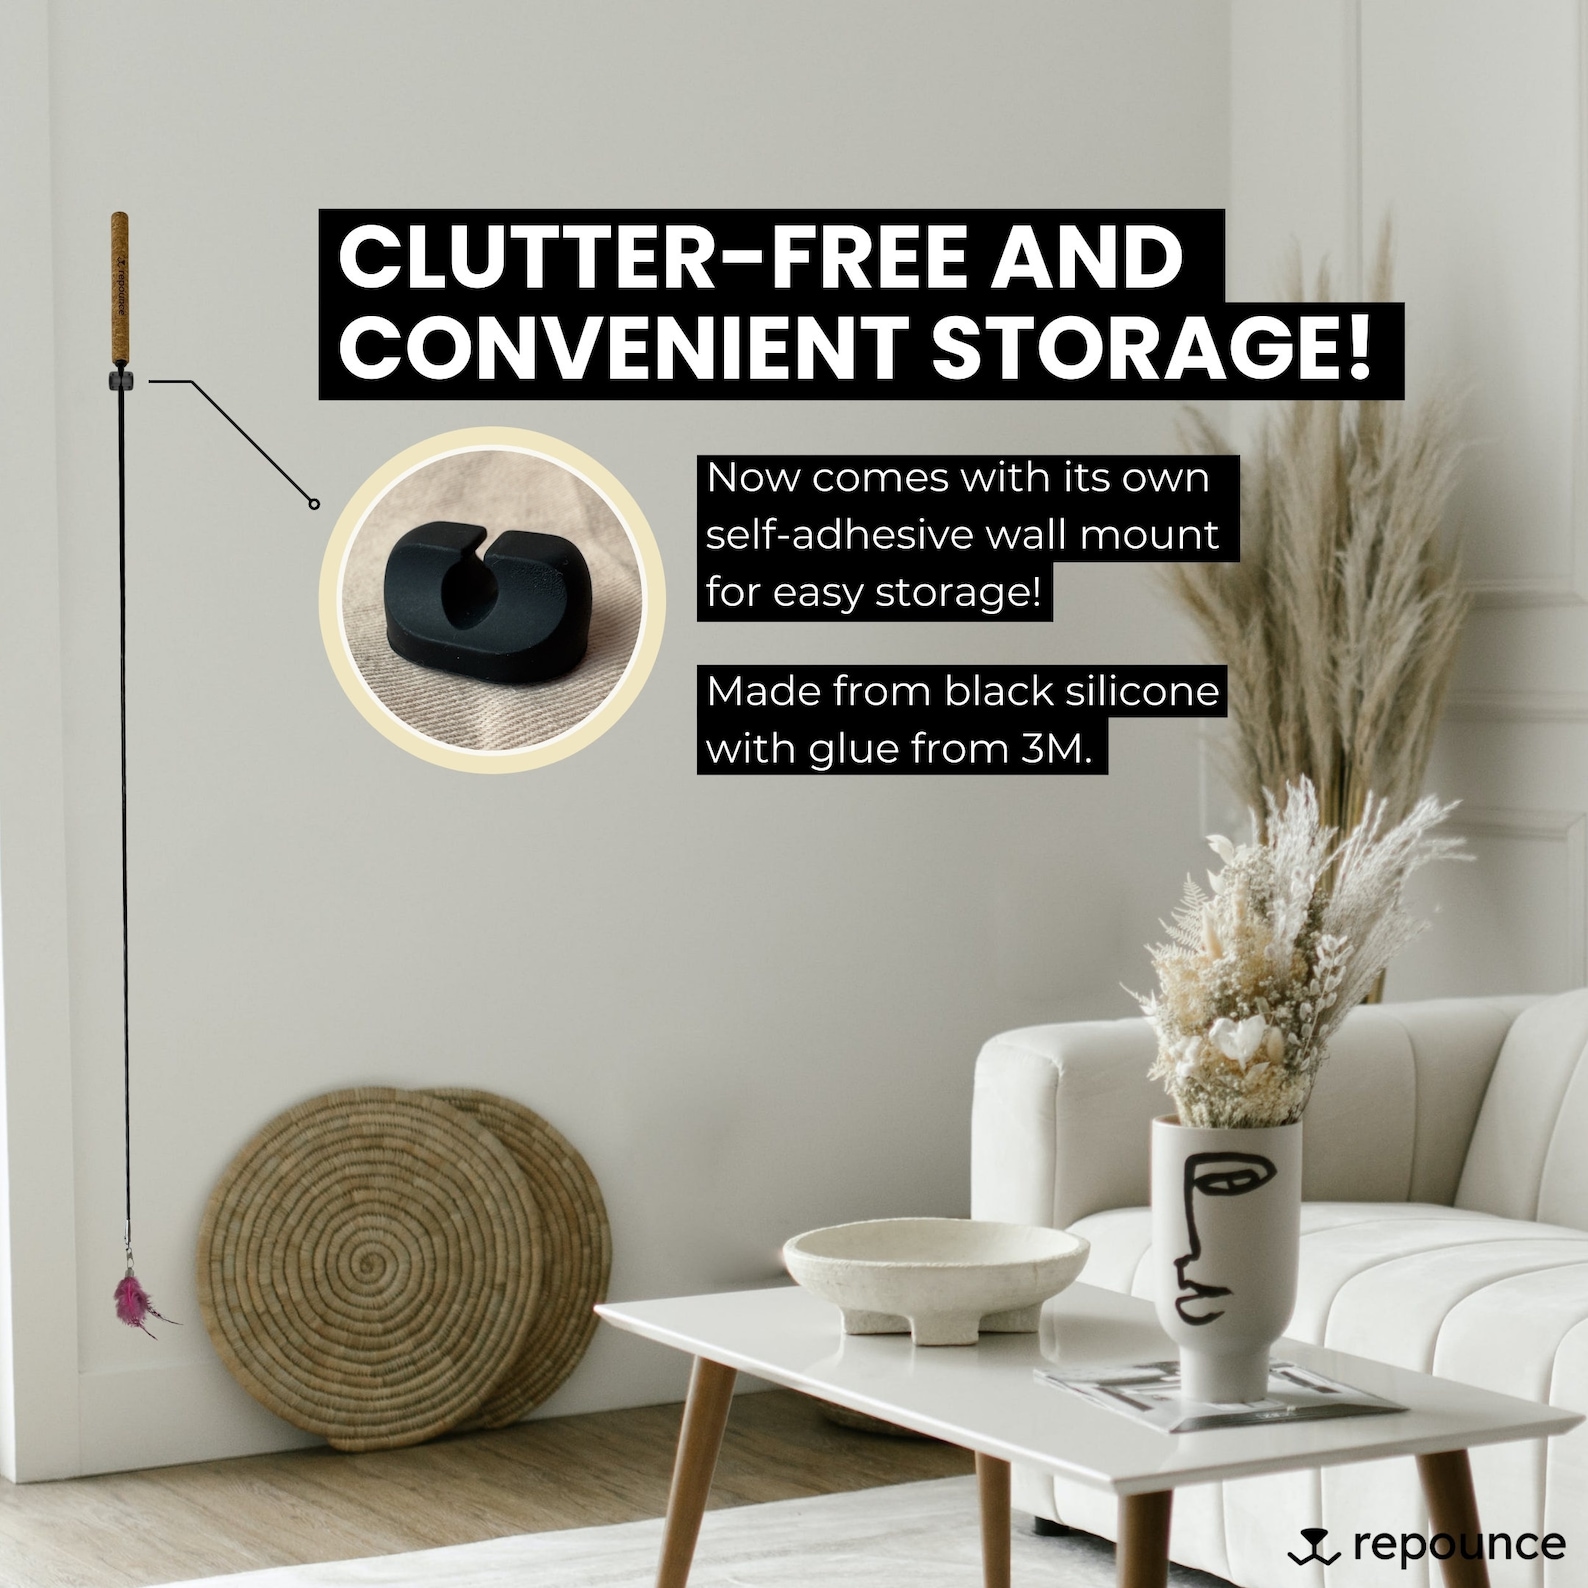 CLUTTER-FREE AND
CONVENIENT STORAGE!
repounce
Now comes with its own
self-adhesive wall mount
for easy storage!
Made from black silicone
with glue from 3M.
repounce